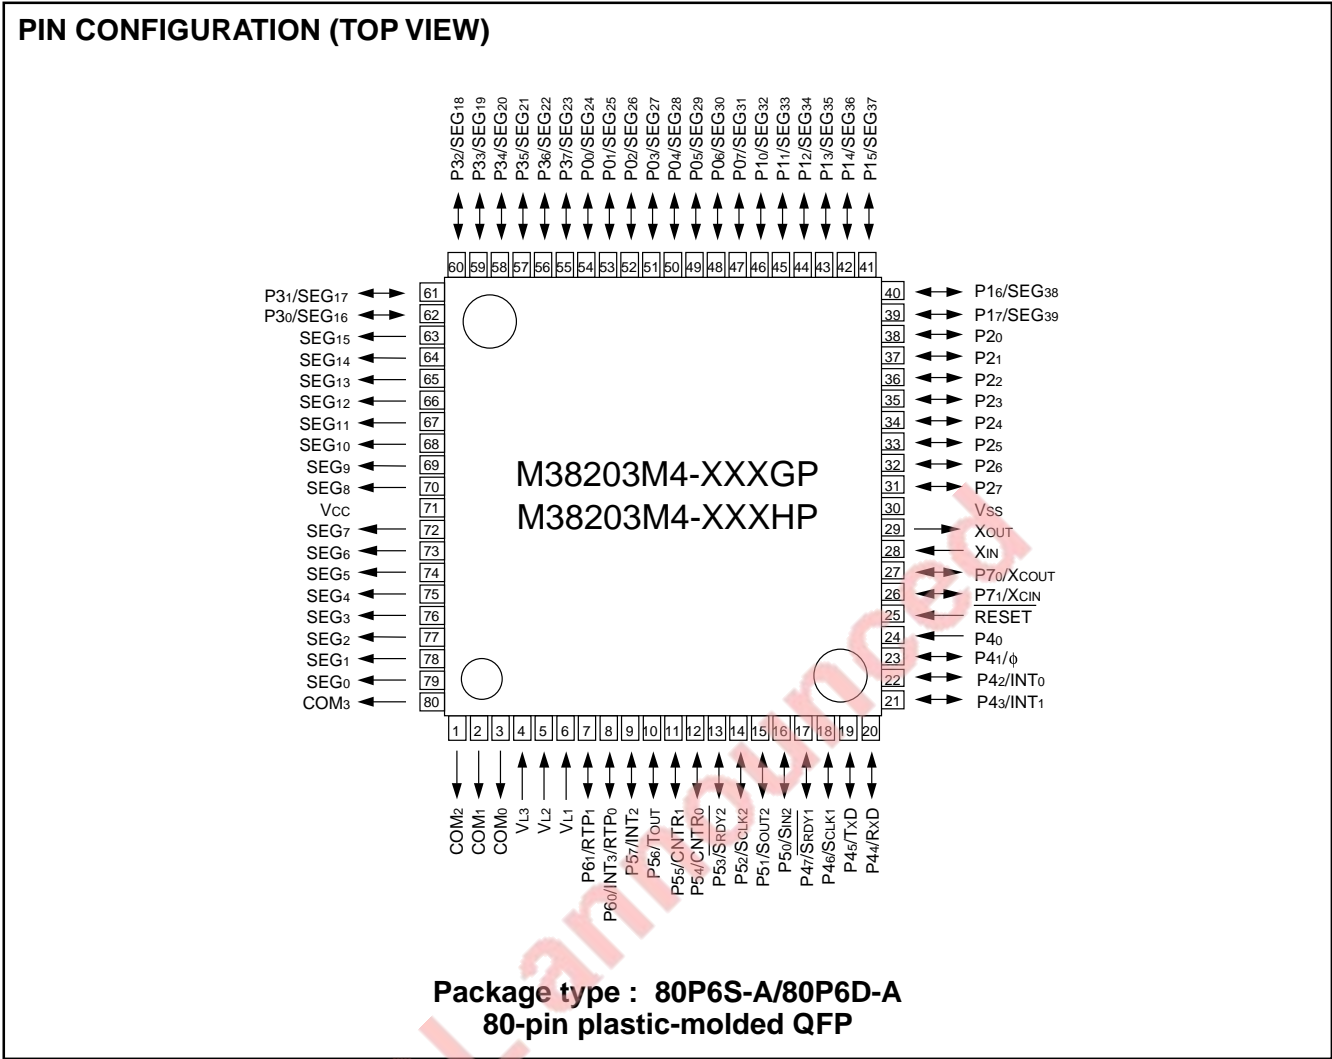 PIN CONFIGURATION (TOP VIEW)
P32/SEG18
P33/SEG19
P34/SEG20
P35/SEG21
P36/SEG22
P37/SEG23
P00/SEG24
P01/SEG25
P02/SEG26
P03/SEG27
P04/SEG28
P05/SEG29
P06/SEG30
P07/SEG31
P10/SEG32
P11/SEG33
P12/SEG34
P13/SEG35
P14/SEG36
P15/SEG37
60 59 58 57 56 55 54 53 52 51 50 49 48 47 46 45 44 43 42 41
P31/SEG17 61
P30/SEG16 62
SEG15 63
SEG14 64
SEG13 65
SEG12 66
SEG11 67
SEG10 68
SEG9 69
SEG8 70
VCC 71
SEG7 72
SEG6 73
SEG5 74
SEG4 75
SEG3 76
SEG2 77
SEG1 78
SEG0 79
COM3 80
M38203M4-XXXGP
M38203M4-XXXHP
40 P16/SEG38
39 P17/SEG39
38 P20
37 P21
36 P22
35 P23
34 P24
33 P25
32 P26
31 P27
30 VSS
29 XOUT
28 XIN
27 P70/XCOUT
26 P71/XCIN
25 RESET
24 P40
23 P41/ϕ
22 P42/INT0
21 P43/INT1
1 2 3 4 5 6 7 8 9 10 11 12 13 14 15 16 17 18 19 20
COM2
COM1
COM0
VL3
VL2
VL1
P61/RTP1
P60/INT3/RTP0
P57/INT2
P56/TOUT
P55/CNTR1
P54/CNTR0
P53/SRDY2
P52/SCLK2
P51/SOUT2
P50/SIN2
P47/SRDY1
P46/SCLK1
P45/TXD
P44/RXD
Package type : 80P6S-A/80P6D-A
80-pin plastic-molded QFP
announced